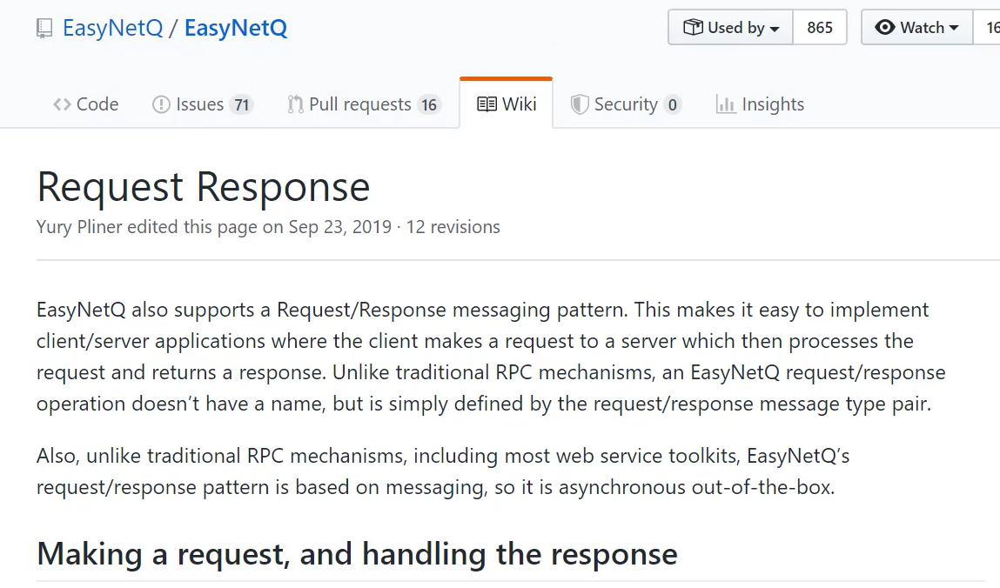 EasyNetQ / EasyNetQ
Used by 865 Watch 16
Code Issues 71 Pull requests 16 Wiki Security 0 Insights
Request Response
Yury Pliner edited this page on Sep 23, 2019 · 12 revisions
EasyNetQ also supports a Request/Response messaging pattern. This makes it easy to implement
client/server applications where the client makes a request to a server which then processes the
request and returns a response. Unlike traditional RPC mechanisms, an EasyNetQ request/response
operation doesn’t have a name, but is simply defined by the request/response message type pair.
Also, unlike traditional RPC mechanisms, including most web service toolkits, EasyNetQ’s
request/response pattern is based on messaging, so it is asynchronous out-of-the-box.
Making a request, and handling the response